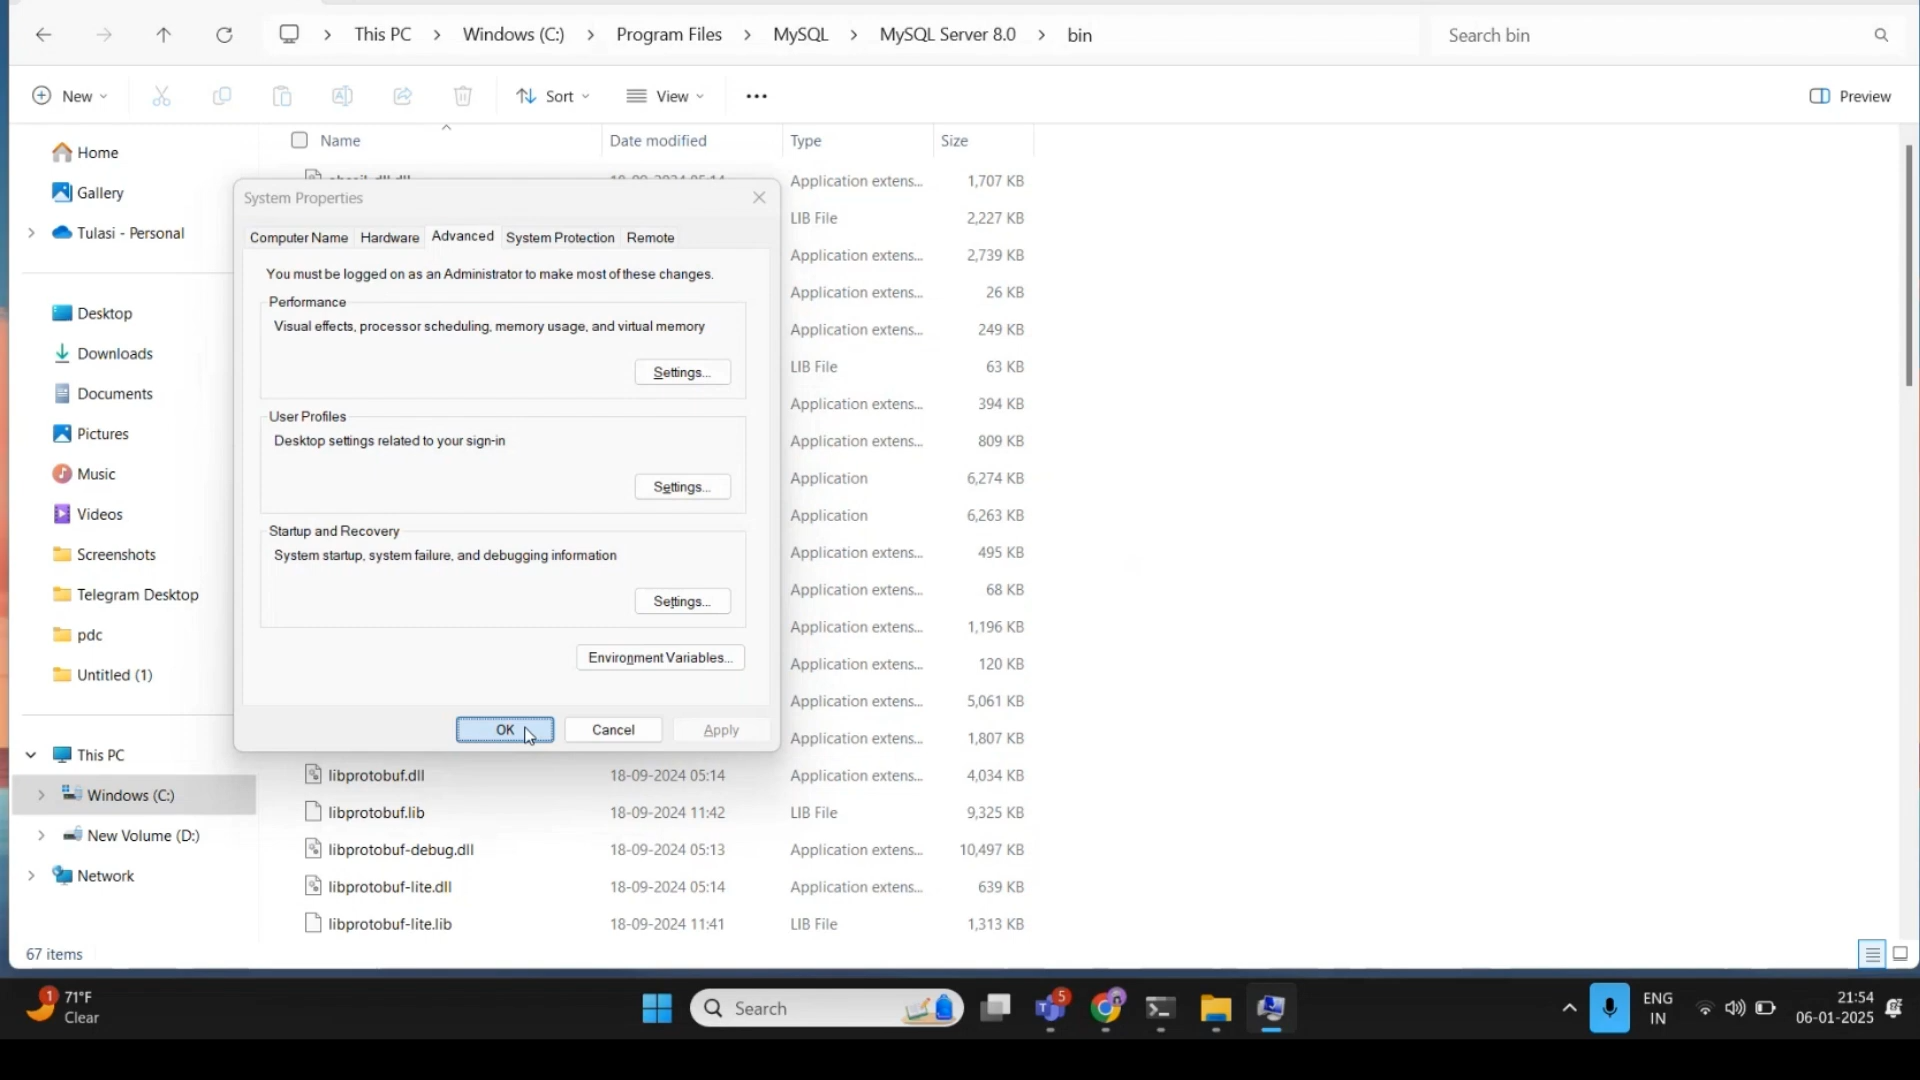 This PC > Windows (C:) > Program Files > MySQL > MySQL Server 8.0 > bin
Search bin
New
Sort
View
Preview
Name
Date modified
Type
Size
Home
Gallery
Tulasi - Personal
Desktop
Downloads
Documents
Pictures
Music
Videos
Screenshots
Telegram Desktop
pdc
Untitled (1)
This PC
Windows (C:)
New Volume (D:)
Network
System Properties
Computer Name
Hardware
Advanced
System Protection
Remote
You must be logged on as an Administrator to make most of these changes.
Performance
Visual effects, processor scheduling, memory usage, and virtual memory
Settings...
User Profiles
Desktop settings related to your sign-in
Settings...
Startup and Recovery
System startup, system failure, and debugging information
Settings...
Environment Variables...
OK
Cancel
Apply
Application extens... 1,707 KB
LIB File 2,227 KB
Application extens... 2,739 KB
Application extens... 26 KB
Application extens... 249 KB
LIB File 63 KB
Application extens... 394 KB
Application extens... 809 KB
Application 6,274 KB
Application 6,263 KB
Application extens... 495 KB
Application extens... 68 KB
Application extens... 1,196 KB
Application extens... 120 KB
Application extens... 5,061 KB
Application extens... 1,807 KB
libprotobuf.dll 18-09-2024 05:14 Application extens... 4,034 KB
libprotobuf.lib 18-09-2024 11:42 LIB File 9,325 KB
libprotobuf-debug.dll 18-09-2024 05:13 Application extens... 10,497 KB
libprotobuf-lite.dll 18-09-2024 05:14 Application extens... 639 KB
libprotobuf-lite.lib 18-09-2024 11:41 LIB File 1,313 KB
67 items
1
71°F
Clear
Search
5
ENG
IN
21:54
06-01-2025